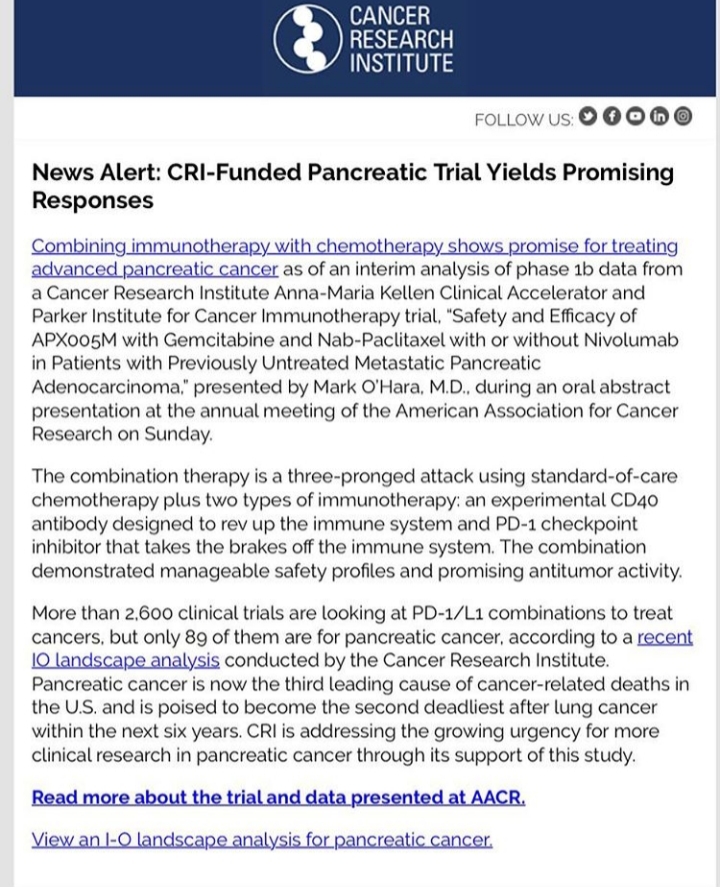 CANCER
RESEARCH
INSTITUTE
FOLLOW US:
News Alert: CRI-Funded Pancreatic Trial Yields Promising
Responses
Combining immunotherapy with chemotherapy shows promise for treating
advanced pancreatic cancer as of an interim analysis of phase 1b data from
a Cancer Research Institute Anna-Maria Kellen Clinical Accelerator and
Parker Institute for Cancer Immunotherapy trial, “Safety and Efficacy of
APX005M with Gemcitabine and Nab-Paclitaxel with or without Nivolumab
in Patients with Previously Untreated Metastatic Pancreatic
Adenocarcinoma,” presented by Mark O’Hara, M.D., during an oral abstract
presentation at the annual meeting of the American Association for Cancer
Research on Sunday.
The combination therapy is a three-pronged attack using standard-of-care
chemotherapy plus two types of immunotherapy: an experimental CD40
antibody designed to rev up the immune system and PD-1 checkpoint
inhibitor that takes the brakes off the immune system. The combination
demonstrated manageable safety profiles and promising antitumor activity.
More than 2,600 clinical trials are looking at PD-1/L1 combinations to treat
cancers, but only 89 of them are for pancreatic cancer, according to a recent
IO landscape analysis conducted by the Cancer Research Institute.
Pancreatic cancer is now the third leading cause of cancer-related deaths in
the U.S. and is poised to become the second deadliest after lung cancer
within the next six years. CRI is addressing the growing urgency for more
clinical research in pancreatic cancer through its support of this study.
Read more about the trial and data presented at AACR.
View an I-O landscape analysis for pancreatic cancer.